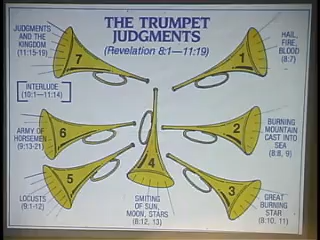 THE TRUMPET
JUDGMENTS
(Revelation 8:1—11:19)
JUDGMENTS
AND THE
KINGDOM
(11:15-19)
7
1
HAIL,
FIRE,
BLOOD
(8:7)
INTERLUDE
(10:1—11:14)
ARMY OF
HORSEMEN
(9:13-21)
6
2
BURNING
MOUNTAIN
CAST INTO
SEA
(8:8, 9)
LOCUSTS
(9:1-12)
5
4
SMITING
OF SUN,
MOON, STARS
(8:12, 13)
3
GREAT
BURNING
STAR
(8:10, 11)